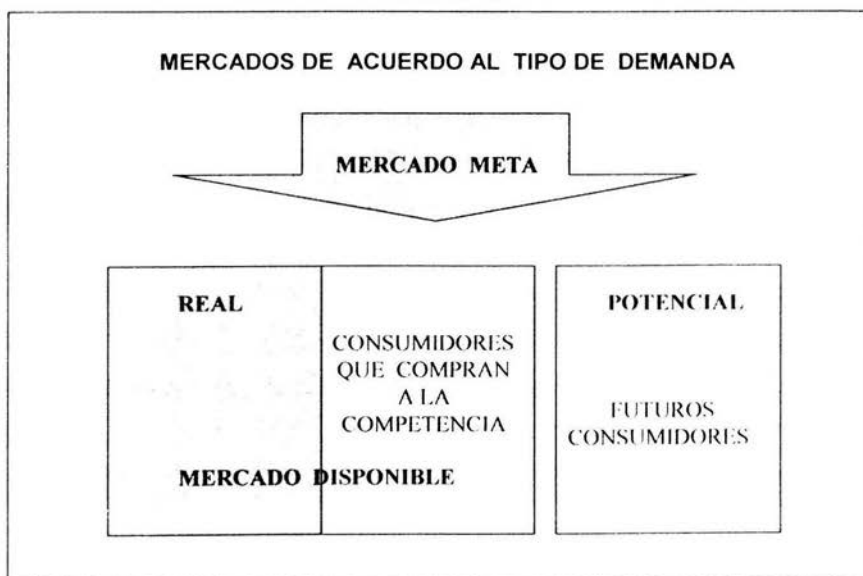 MERCADOS DE ACUERDO AL TIPO DE DEMANDA
MERCADO META
REAL
CONSUMIDORES
QUE COMPRAN
A LA
COMPETENCIA
MERCADO DISPONIBLE
POTENCIAL
FUTUROS
CONSUMIDORES